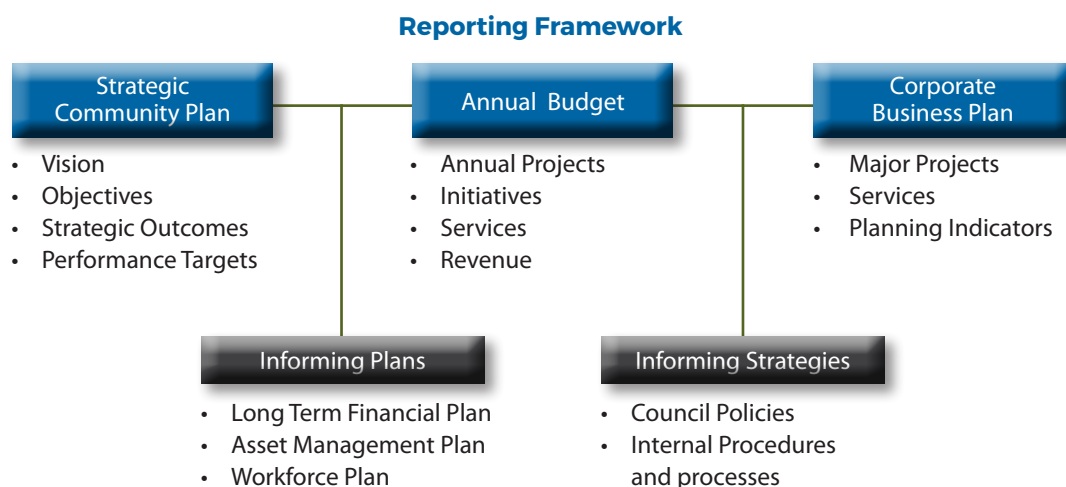 Reporting Framework
Strategic
Community Plan
• Vision
• Objectives
• Strategic Outcomes
• Performance Targets
Annual Budget
• Annual Projects
• Initiatives
• Services
• Revenue
Corporate
Business Plan
• Major Projects
• Services
• Planning Indicators
Informing Plans
• Long Term Financial Plan
• Asset Management Plan
• Workforce Plan
Informing Strategies
• Council Policies
• Internal Procedures
and processes